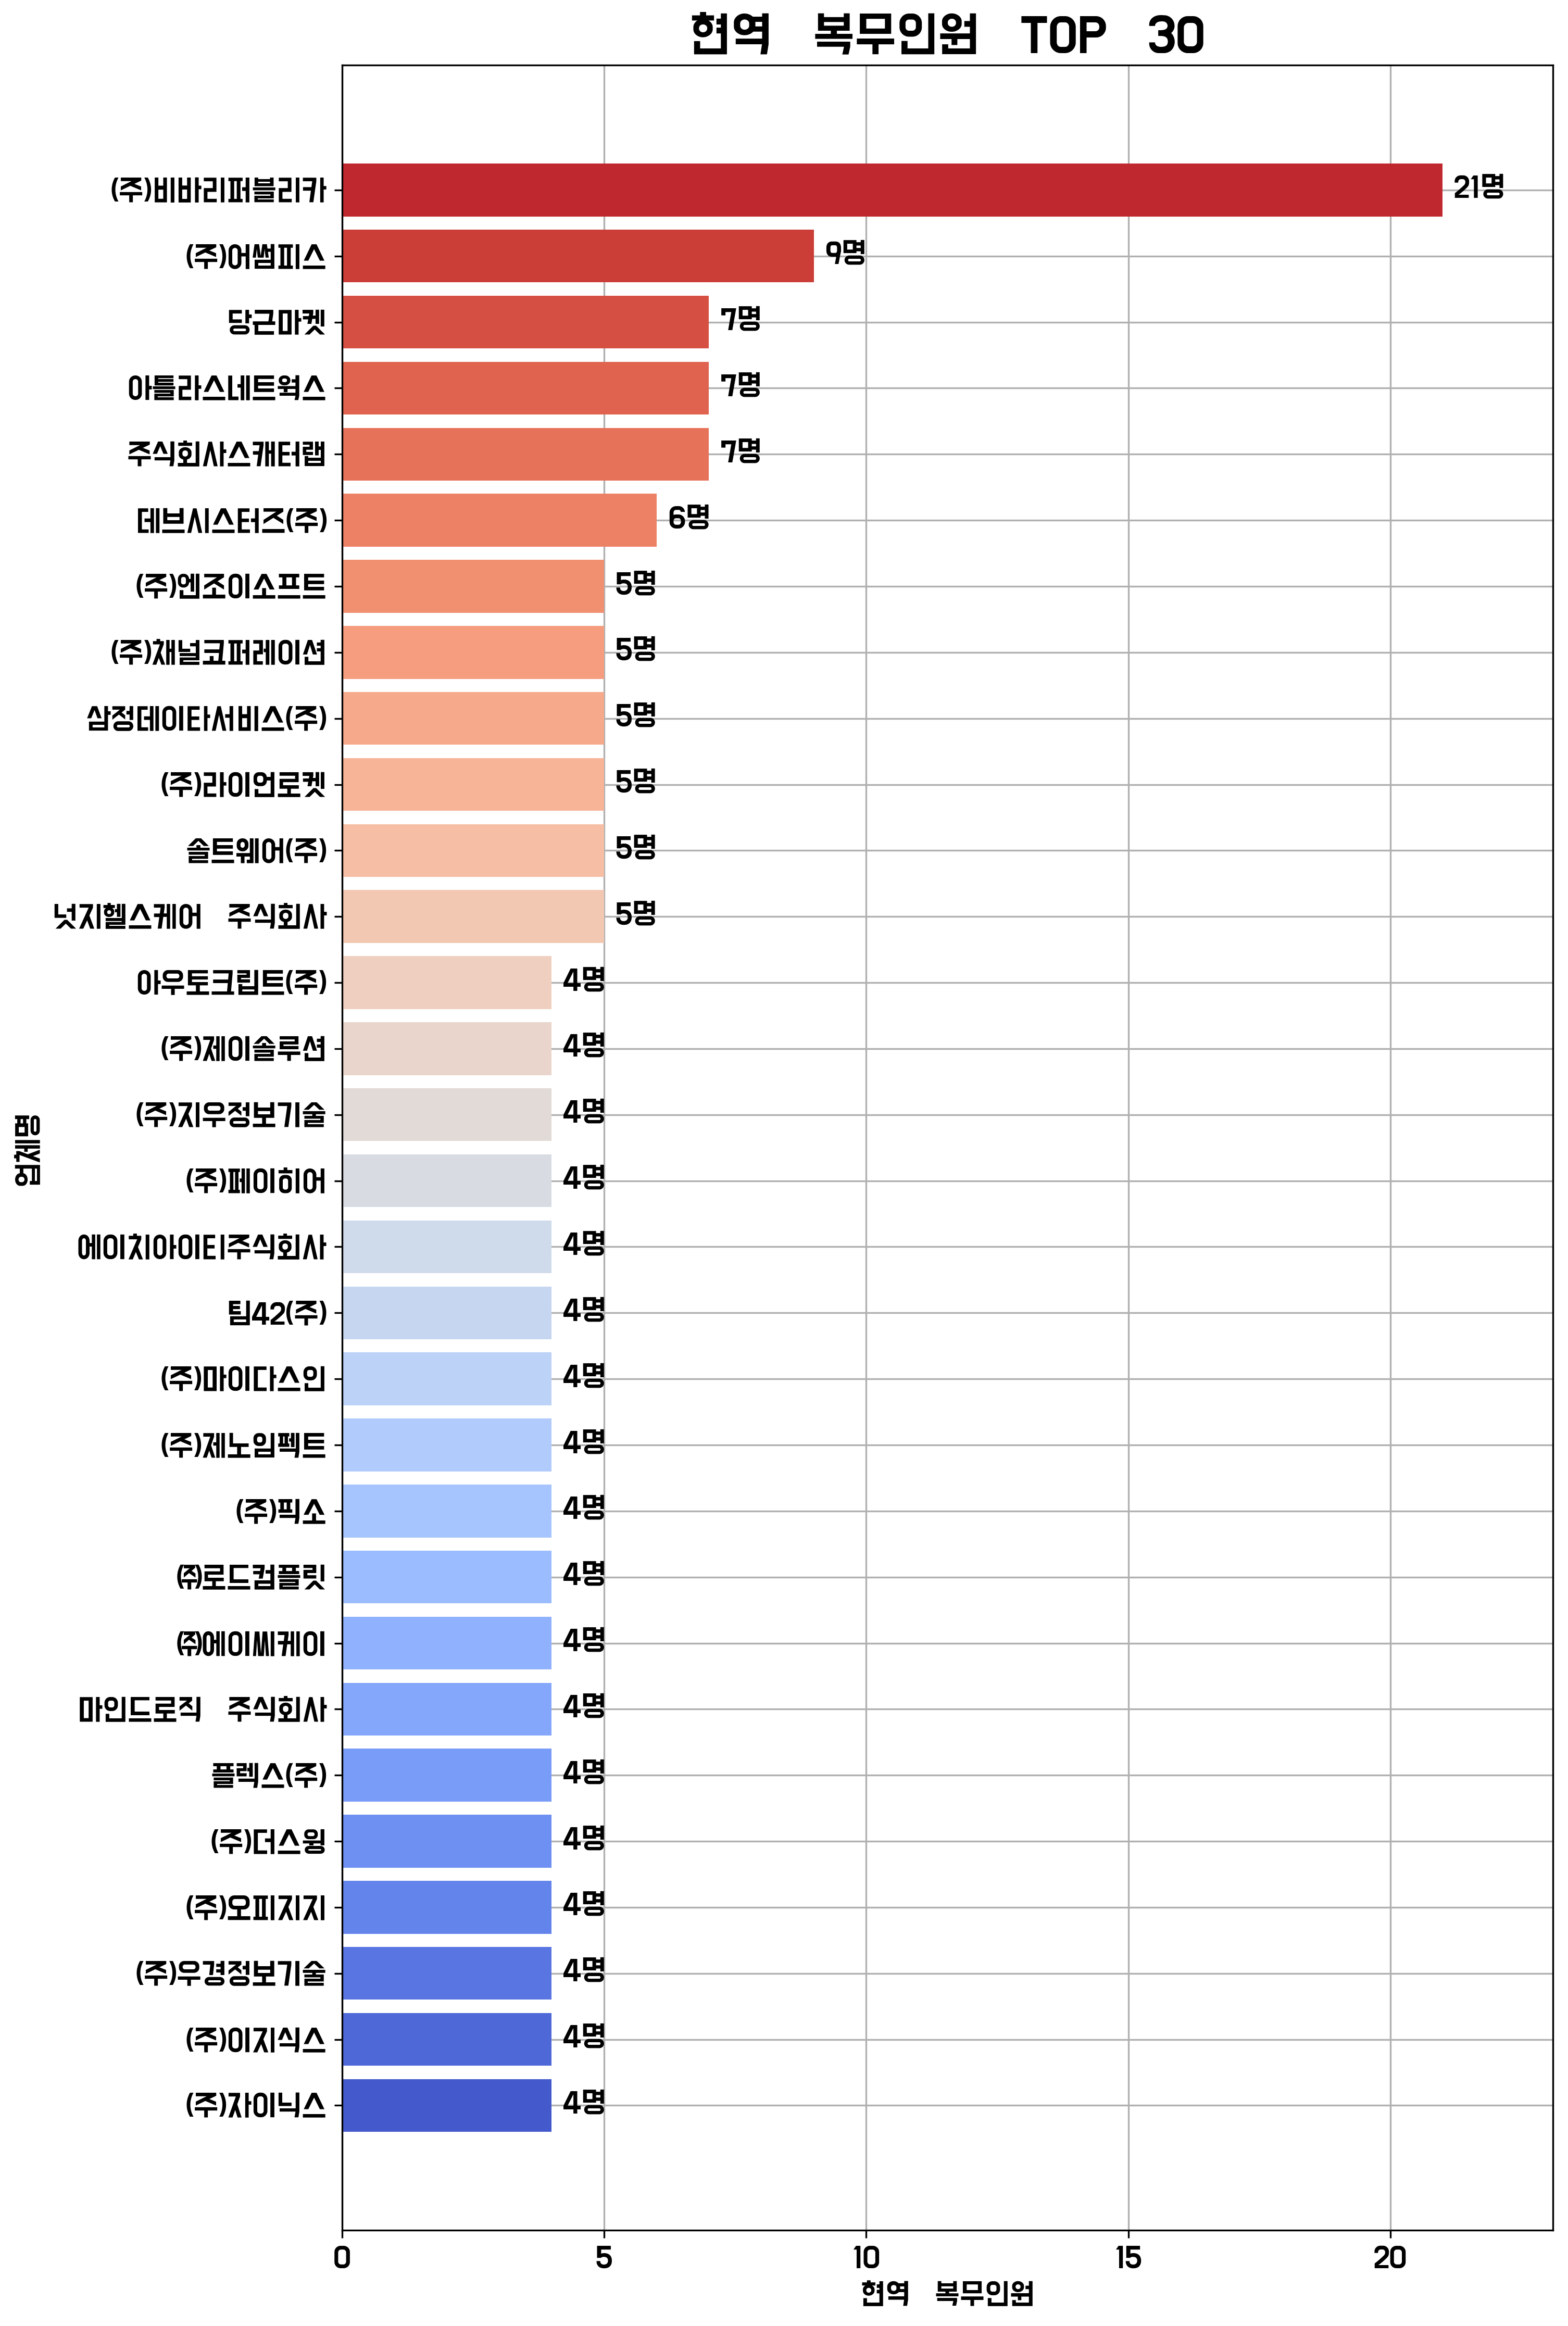 현역 복무인원 TOP 30
(주)비바리퍼블리카 21명
(주)어썸피스 9명
당근마켓 7명
아틀라스네트웍스 7명
주식회사스캐터랩 7명
데브시스터즈(주) 6명
(주)엔조이소프트 5명
(주)채널코퍼레이션 5명
삼정데이타서비스(주) 5명
(주)라이언로켓 5명
솔트웨어(주) 5명
넛지헬스케어 주식회사 5명
아우토크립트(주) 4명
(주)제이솔루션 4명
(주)지우정보기술 4명
(주)페이히어 4명
에이치아이티주식회사 4명
팀42(주) 4명
(주)마이다스인 4명
(주)제노임펙트 4명
(주)픽소 4명
㈜로드컴플릿 4명
㈜에이씨케이 4명
마인드로직 주식회사 4명
플렉스(주) 4명
(주)더스윙 4명
(주)오피지지 4명
(주)우경정보기술 4명
(주)이지식스 4명
(주)자이닉스 4명
업체명
0 5 10 15 20
현역 복무인원